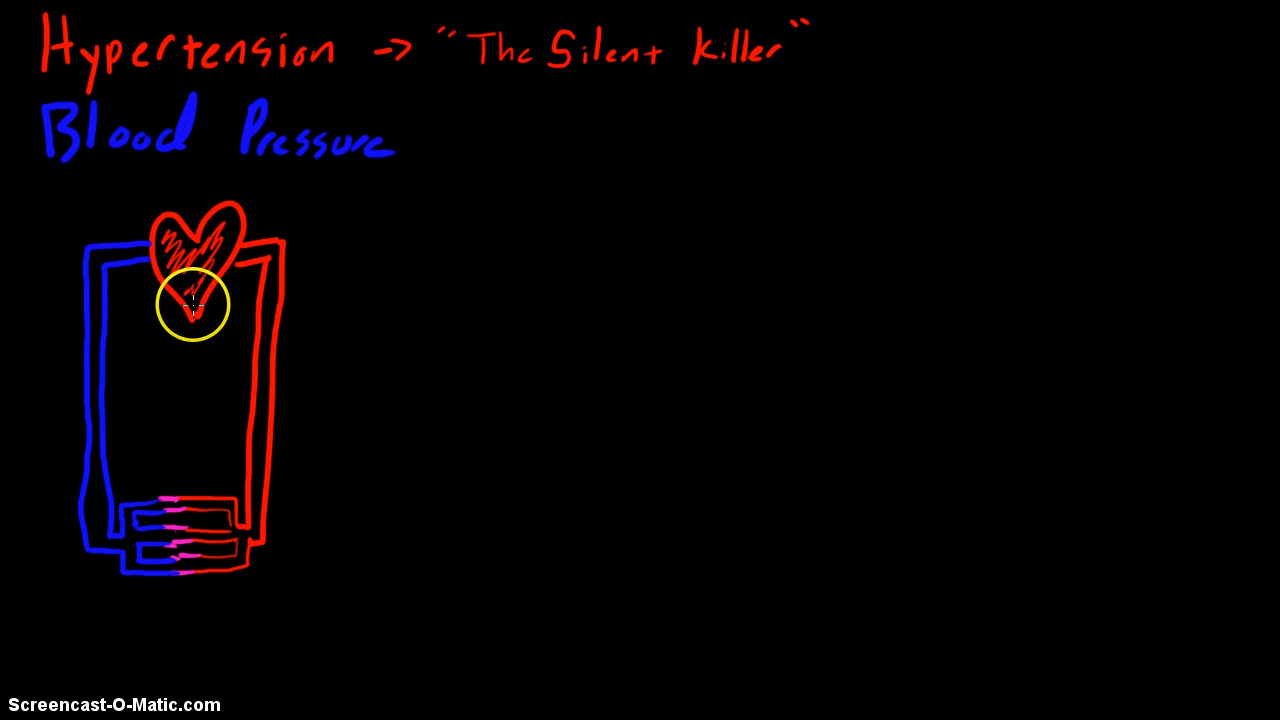 Hypertension -> "The Silent Killer"
Blood Pressure
Screencast-O-Matic.com